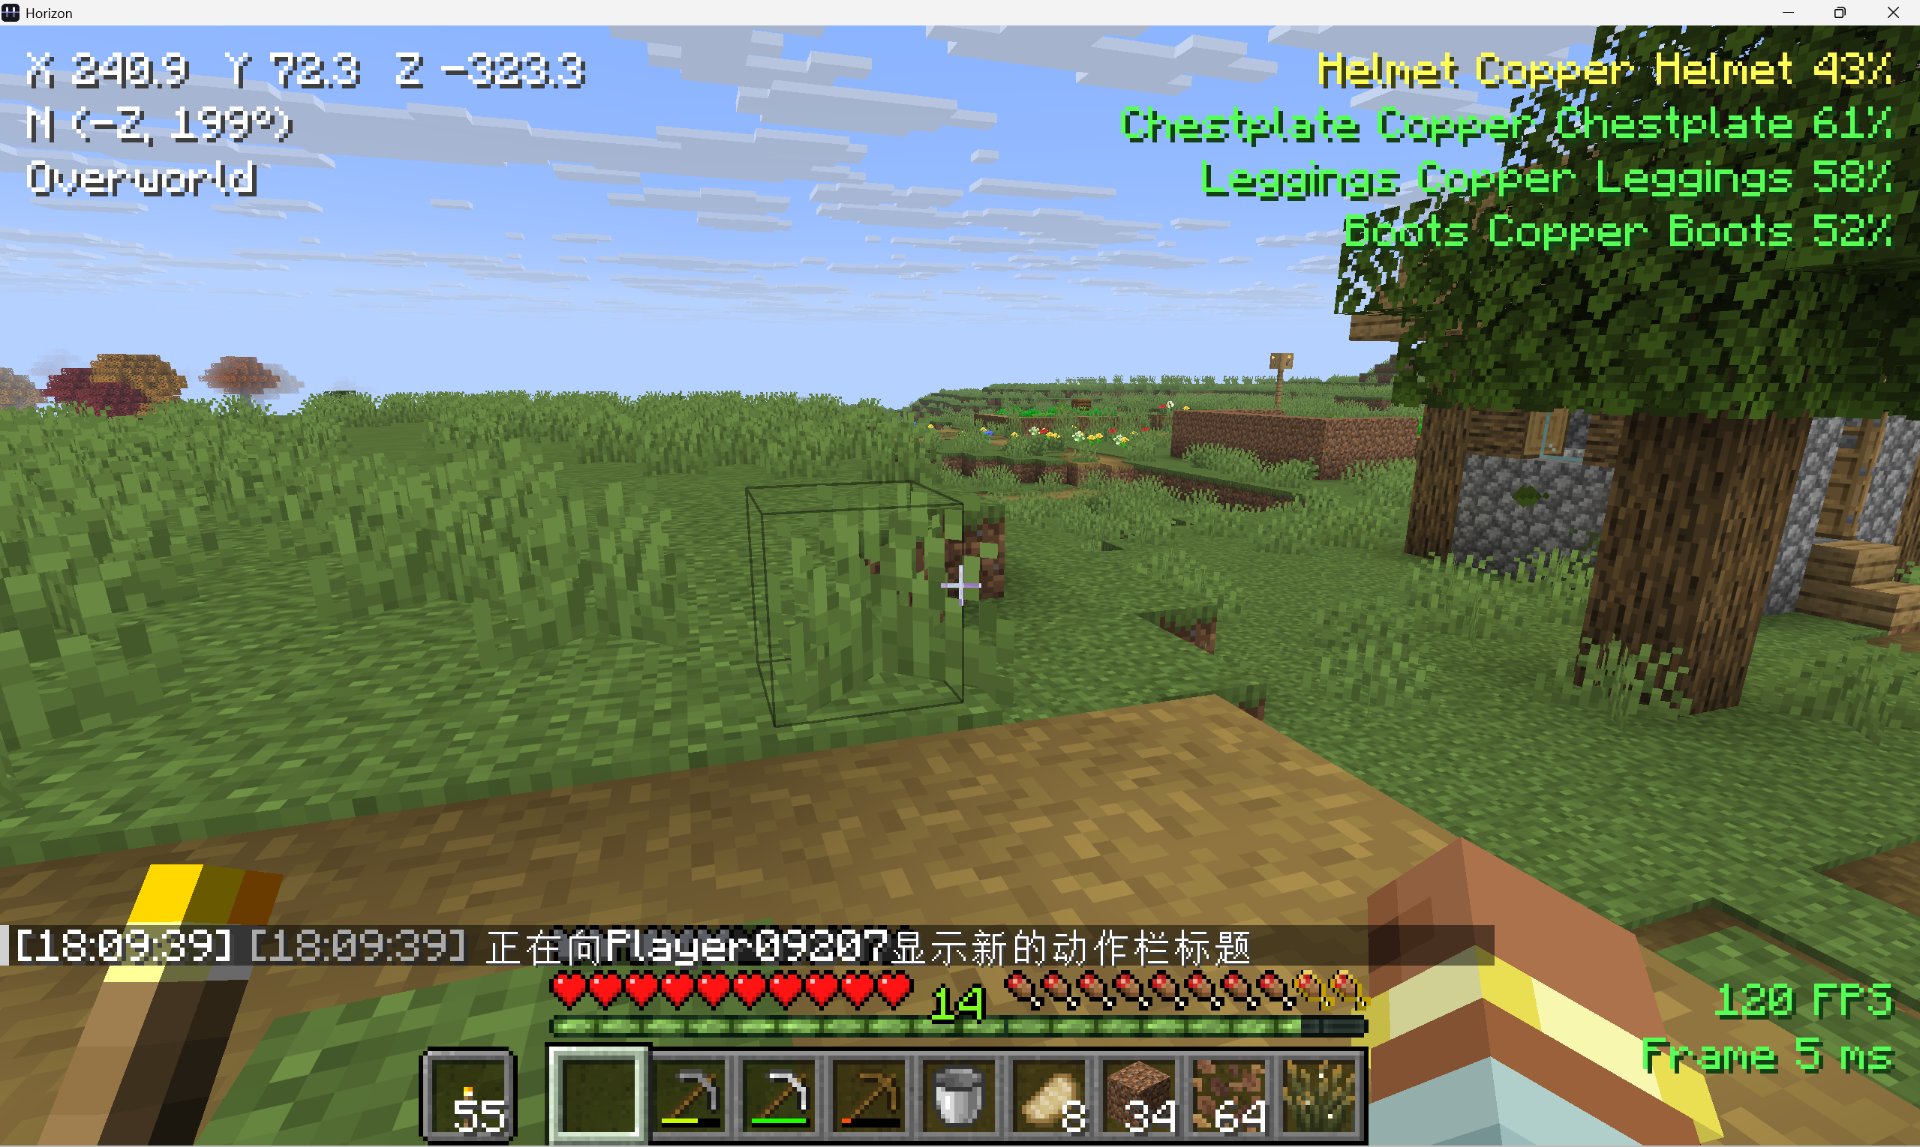 Horizon
X 240.9 Y 72.3 Z -323.3
N (-Z, 199°)
Overworld
Helmet Copper Helmet 43%
Chestplate Copper Chestplate 61%
Leggings Copper Leggings 58%
Boots Copper Boots 52%
[18:09:39] [18:09:39] 正在向Player09207显示新的动作栏标题
14
120 FPS
Frame 5 ms
55
8
34
64